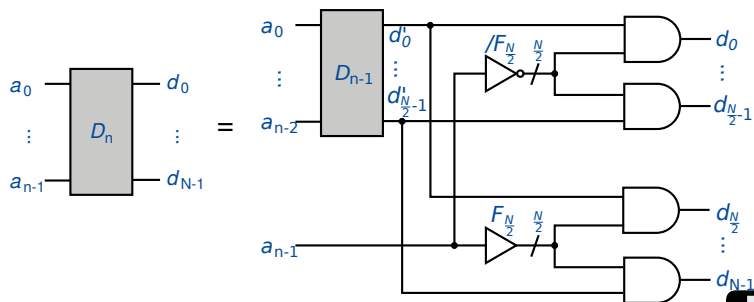 a0
⋮
an-1
Dn
d0
⋮
dN-1
=
a0
⋮
an-2
an-1
Dn-1
d'0
⋮
d'N/2-1
/FN/2
N/2
FN/2
N/2
d0
⋮
dN/2-1
dN/2
⋮
dN-1